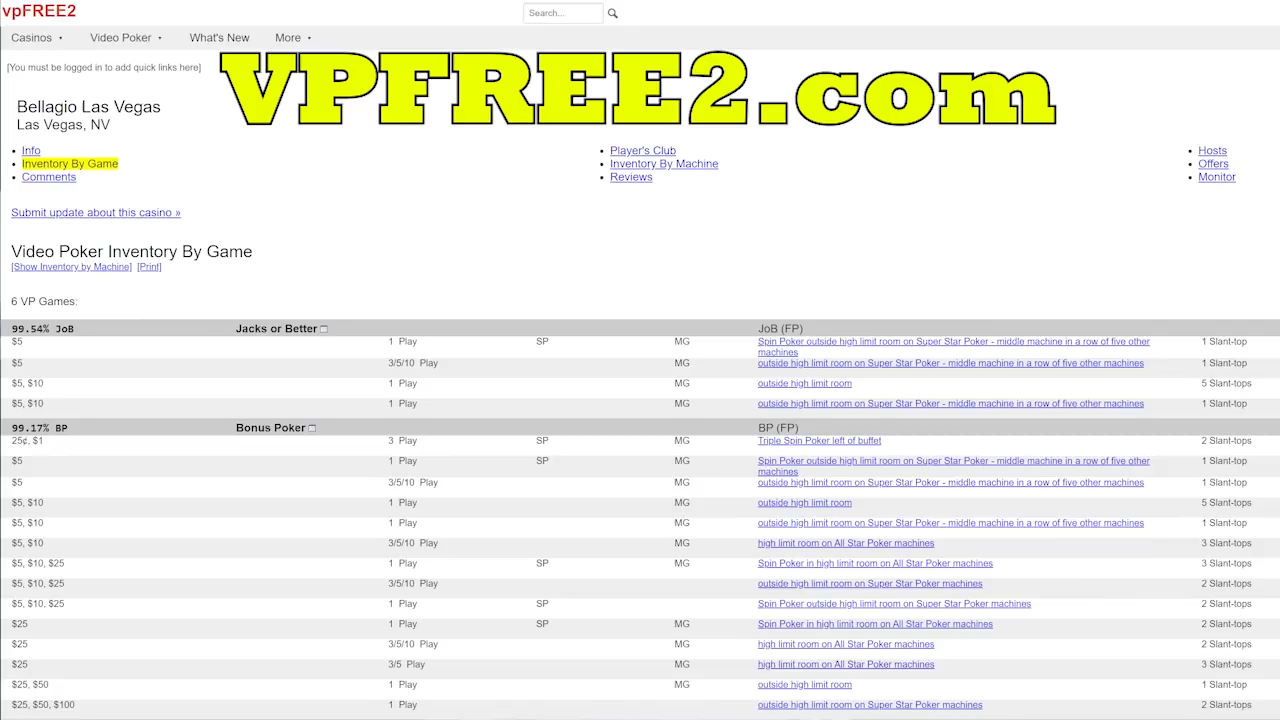 vpFREE2
Search...
Casinos Video Poker What's New More
[You must be logged in to add quick links here]
VPFREE2.com
Bellagio Las Vegas
Las Vegas, NV
Info Player's Club Hosts
Inventory By Game Inventory By Machine Offers
Comments Reviews Monitor
Submit update about this casino »
Video Poker Inventory By Game
[Show Inventory by Machine] [Print]
6 VP Games:
99.54% JoB Jacks or Better JoB (FP)
$5 1 Play SP MG Spin Poker outside high limit room on Super Star Poker - middle machine in a row of five other 1 Slant-top
machines
$5 3/5/10 Play MG outside high limit room on Super Star Poker - middle machine in a row of five other machines 1 Slant-top
$5, $10 1 Play MG outside high limit room 5 Slant-tops
$5, $10 1 Play MG outside high limit room on Super Star Poker - middle machine in a row of five other machines 1 Slant-top
99.17% BP Bonus Poker BP (FP)
25¢, $1 3 Play SP MG Triple Spin Poker left of buffet 2 Slant-tops
$5 1 Play SP MG Spin Poker outside high limit room on Super Star Poker - middle machine in a row of five other 1 Slant-top
machines
$5 3/5/10 Play MG outside high limit room on Super Star Poker - middle machine in a row of five other machines 1 Slant-top
$5, $10 1 Play MG outside high limit room 5 Slant-tops
$5, $10 1 Play MG outside high limit room on Super Star Poker - middle machine in a row of five other machines 1 Slant-top
$5, $10 3/5/10 Play MG high limit room on All Star Poker machines 3 Slant-tops
$5, $10, $25 1 Play SP MG Spin Poker in high limit room on All Star Poker machines 3 Slant-tops
$5, $10, $25 3/5/10 Play MG outside high limit room on Super Star Poker machines 2 Slant-tops
$5, $10, $25 1 Play SP MG Spin Poker outside high limit room on Super Star Poker machines 2 Slant-tops
$25 1 Play SP MG Spin Poker in high limit room on All Star Poker machines 2 Slant-tops
$25 3/5/10 Play MG high limit room on All Star Poker machines 2 Slant-tops
$25 3/5 Play MG high limit room on All Star Poker machines 3 Slant-tops
$25, $50 1 Play MG outside high limit room 1 Slant-top
$25, $50, $100 1 Play MG outside high limit room on Super Star Poker machines 2 Slant-tops